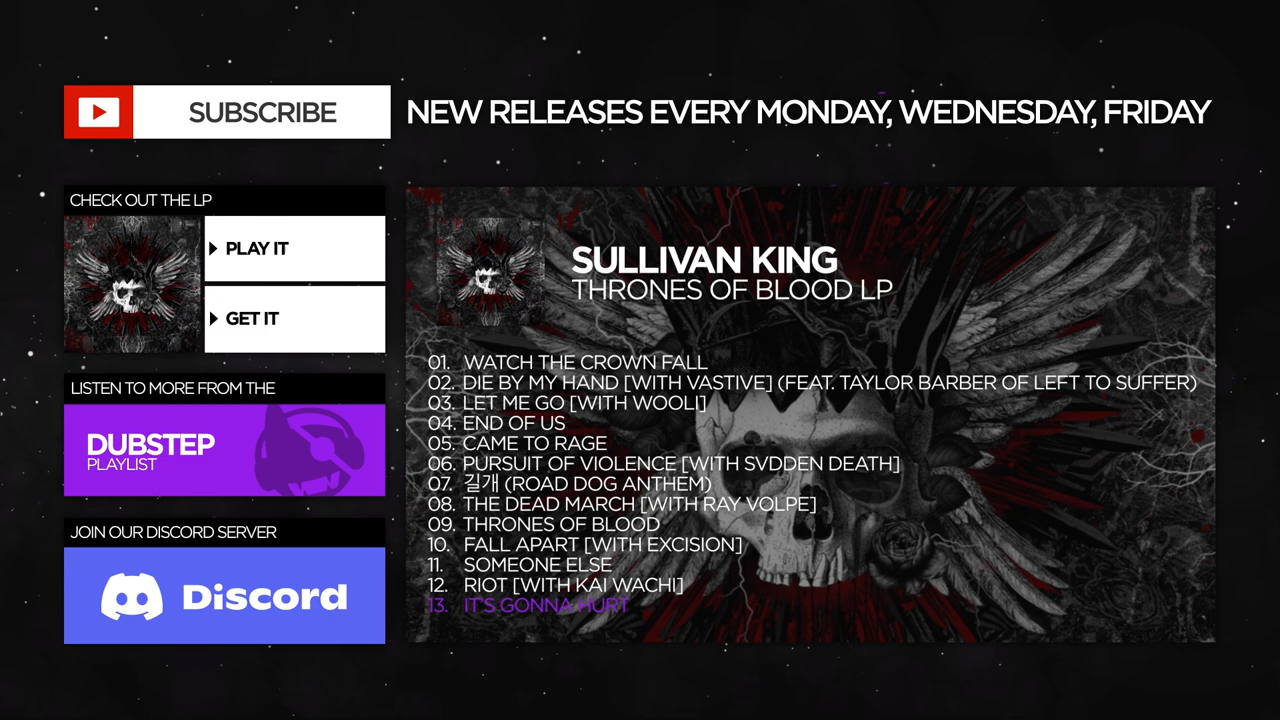 SUBSCRIBE
NEW RELEASES EVERY MONDAY, WEDNESDAY, FRIDAY
CHECK OUT THE LP
PLAY IT
GET IT
LISTEN TO MORE FROM THE
DUBSTEP
PLAYLIST
JOIN OUR DISCORD SERVER
Discord
SULLIVAN KING
THRONES OF BLOOD LP
01. WATCH THE CROWN FALL
02. DIE BY MY HAND [WITH VASTIVE] (FEAT. TAYLOR BARBER OF LEFT TO SUFFER)
03. LET ME GO [WITH WOOLI]
04. END OF US
05. CAME TO RAGE
06. PURSUIT OF VIOLENCE [WITH SVDDEN DEATH]
07. 길개 (ROAD DOG ANTHEM)
08. THE DEAD MARCH [WITH RAY VOLPE]
09. THRONES OF BLOOD
10. FALL APART [WITH EXCISION]
11. SOMEONE ELSE
12. RIOT [WITH KAI WACHI]
13. IT'S GONNA HURT